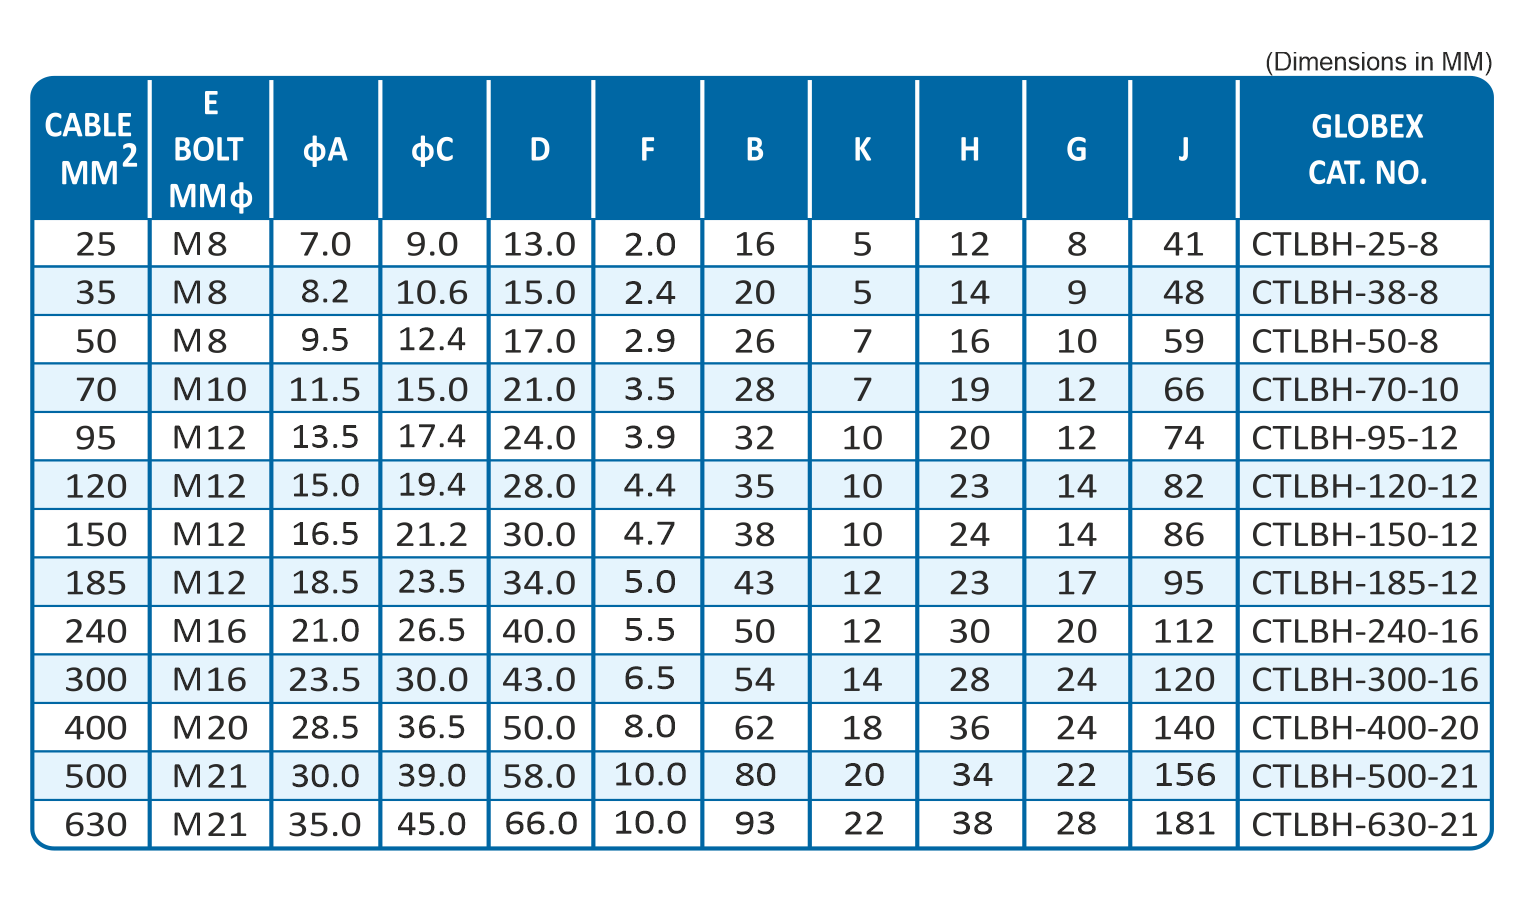 (Dimensions in MM)
CABLE MM² E BOLT MMϕ ϕA ϕC D F B K H G J GLOBEX CAT. NO.
25 M8 7.0 9.0 13.0 2.0 16 5 12 8 41 CTLBH-25-8
35 M8 8.2 10.6 15.0 2.4 20 5 14 9 48 CTLBH-38-8
50 M8 9.5 12.4 17.0 2.9 26 7 16 10 59 CTLBH-50-8
70 M10 11.5 15.0 21.0 3.5 28 7 19 12 66 CTLBH-70-10
95 M12 13.5 17.4 24.0 3.9 32 10 20 12 74 CTLBH-95-12
120 M12 15.0 19.4 28.0 4.4 35 10 23 14 82 CTLBH-120-12
150 M12 16.5 21.2 30.0 4.7 38 10 24 14 86 CTLBH-150-12
185 M12 18.5 23.5 34.0 5.0 43 12 23 17 95 CTLBH-185-12
240 M16 21.0 26.5 40.0 5.5 50 12 30 20 112 CTLBH-240-16
300 M16 23.5 30.0 43.0 6.5 54 14 28 24 120 CTLBH-300-16
400 M20 28.5 36.5 50.0 8.0 62 18 36 24 140 CTLBH-400-20
500 M21 30.0 39.0 58.0 10.0 80 20 34 22 156 CTLBH-500-21
630 M21 35.0 45.0 66.0 10.0 93 22 38 28 181 CTLBH-630-21